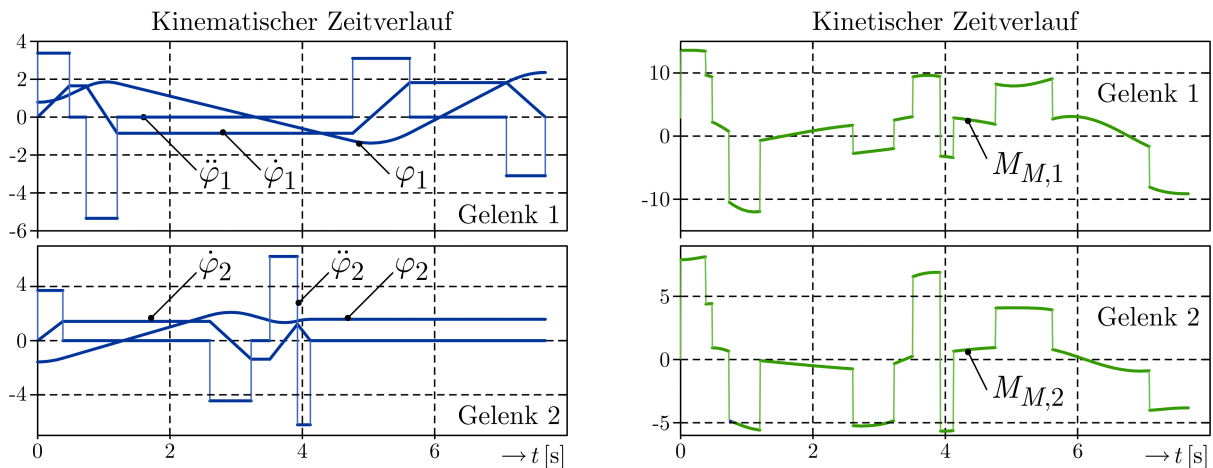 Kinematischer Zeitverlauf
4
2
0
-2
-4
-6
φ̈₁
φ̇₁
φ₁
Gelenk 1
4
0
-4
φ̇₂
φ̈₂
φ₂
Gelenk 2
0
2
4
6
→ t [s]
Kinetischer Zeitverlauf
10
0
-10
Gelenk 1
M_M,1
5
0
-5
Gelenk 2
M_M,2
0
2
4
6
→ t [s]